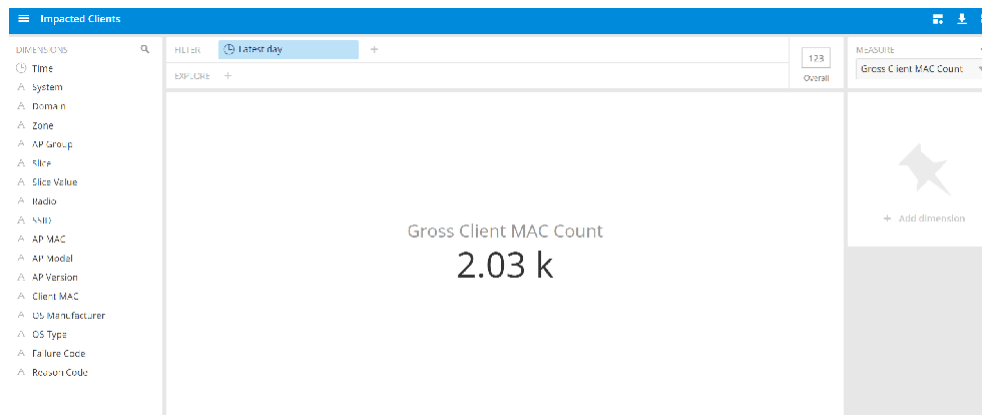 Impacted Clients
DIMENSIONS
Time
System
Domain
Zone
AP Group
Slice
Slice Value
Radio
SSID
AP MAC
AP Model
AP Version
Client MAC
OS Manufacturer
OS Type
Failure Code
Reason Code
FILTER Latest day +
EXPLORE +
123
Overall
MEASURE
Gross Client MAC Count
+ Add dimension
Gross Client MAC Count
2.03 k